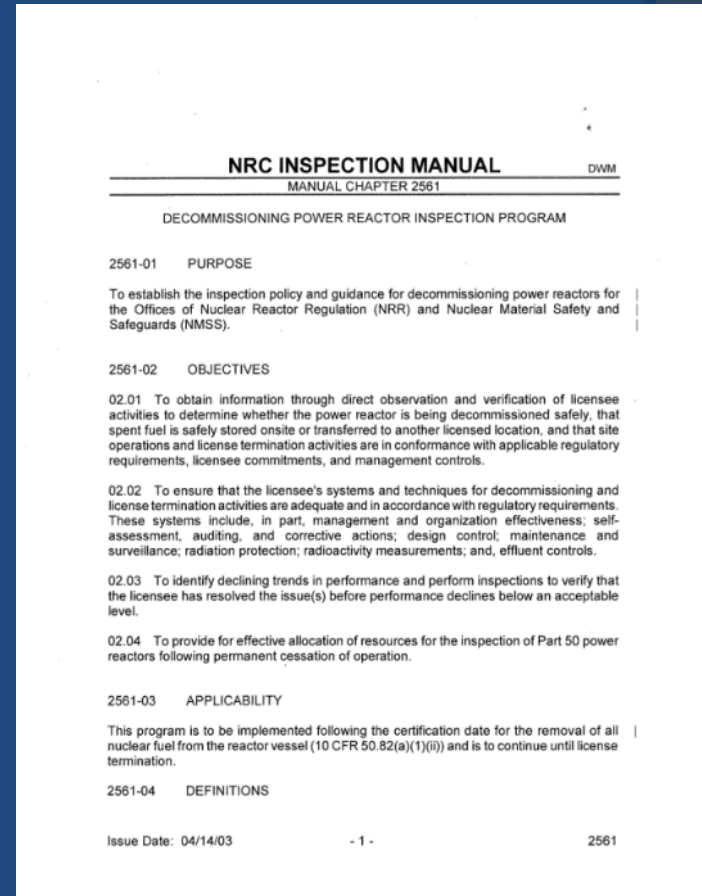 NRC INSPECTION MANUAL DWM
MANUAL CHAPTER 2561
DECOMMISSIONING POWER REACTOR INSPECTION PROGRAM
2561-01 PURPOSE
To establish the inspection policy and guidance for decommissioning power reactors for
the Offices of Nuclear Reactor Regulation (NRR) and Nuclear Material Safety and
Safeguards (NMSS).
2561-02 OBJECTIVES
02.01 To obtain information through direct observation and verification of licensee
activities to determine whether the power reactor is being decommissioned safely, that
spent fuel is safely stored onsite or transferred to another licensed location, and that site
operations and license termination activities are in conformance with applicable regulatory
requirements, licensee commitments, and management controls.
02.02 To ensure that the licensee's systems and techniques for decommissioning and
license termination activities are adequate and in accordance with regulatory requirements.
These systems include, in part, management and organization effectiveness; self-
assessment, auditing, and corrective actions; design control; maintenance and
surveillance; radiation protection; radioactivity measurements; and, effluent controls.
02.03 To identify declining trends in performance and perform inspections to verify that
the licensee has resolved the issue(s) before performance declines below an acceptable
level.
02.04 To provide for effective allocation of resources for the inspection of Part 50 power
reactors following permanent cessation of operation.
2561-03 APPLICABILITY
This program is to be implemented following the certification date for the removal of all
nuclear fuel from the reactor vessel (10 CFR 50.82(a)(1)(ii)) and is to continue until license
termination.
2561-04 DEFINITIONS
Issue Date: 04/14/03 - 1 - 2561